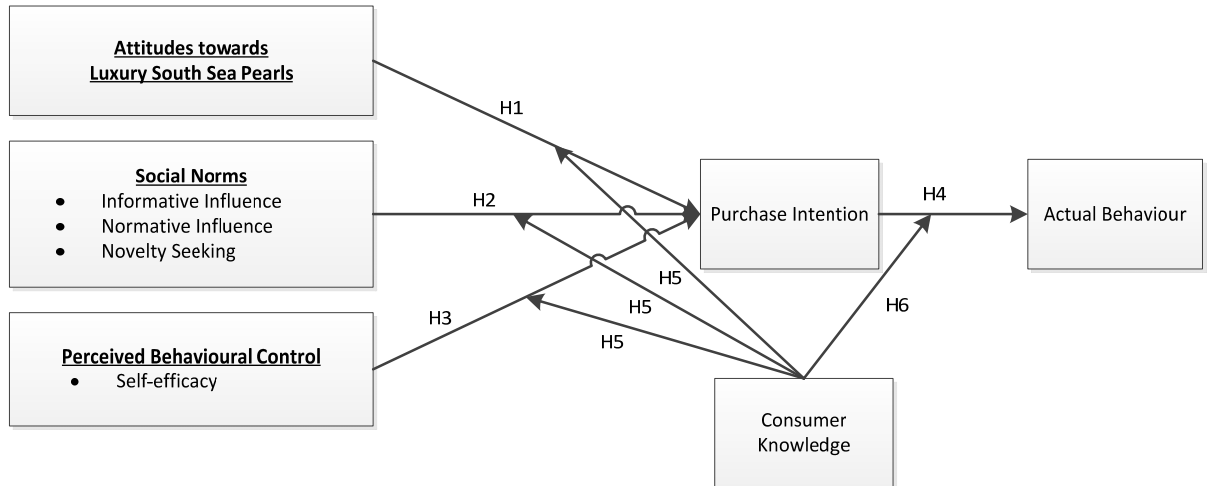 Attitudes towards
Luxury South Sea Pearls
H1
Social Norms
• Informative Influence
• Normative Influence
• Novelty Seeking
H2
Purchase Intention
H4
Actual Behaviour
H5
H5
H5
H6
H3
Perceived Behavioural Control
• Self-efficacy
Consumer
Knowledge